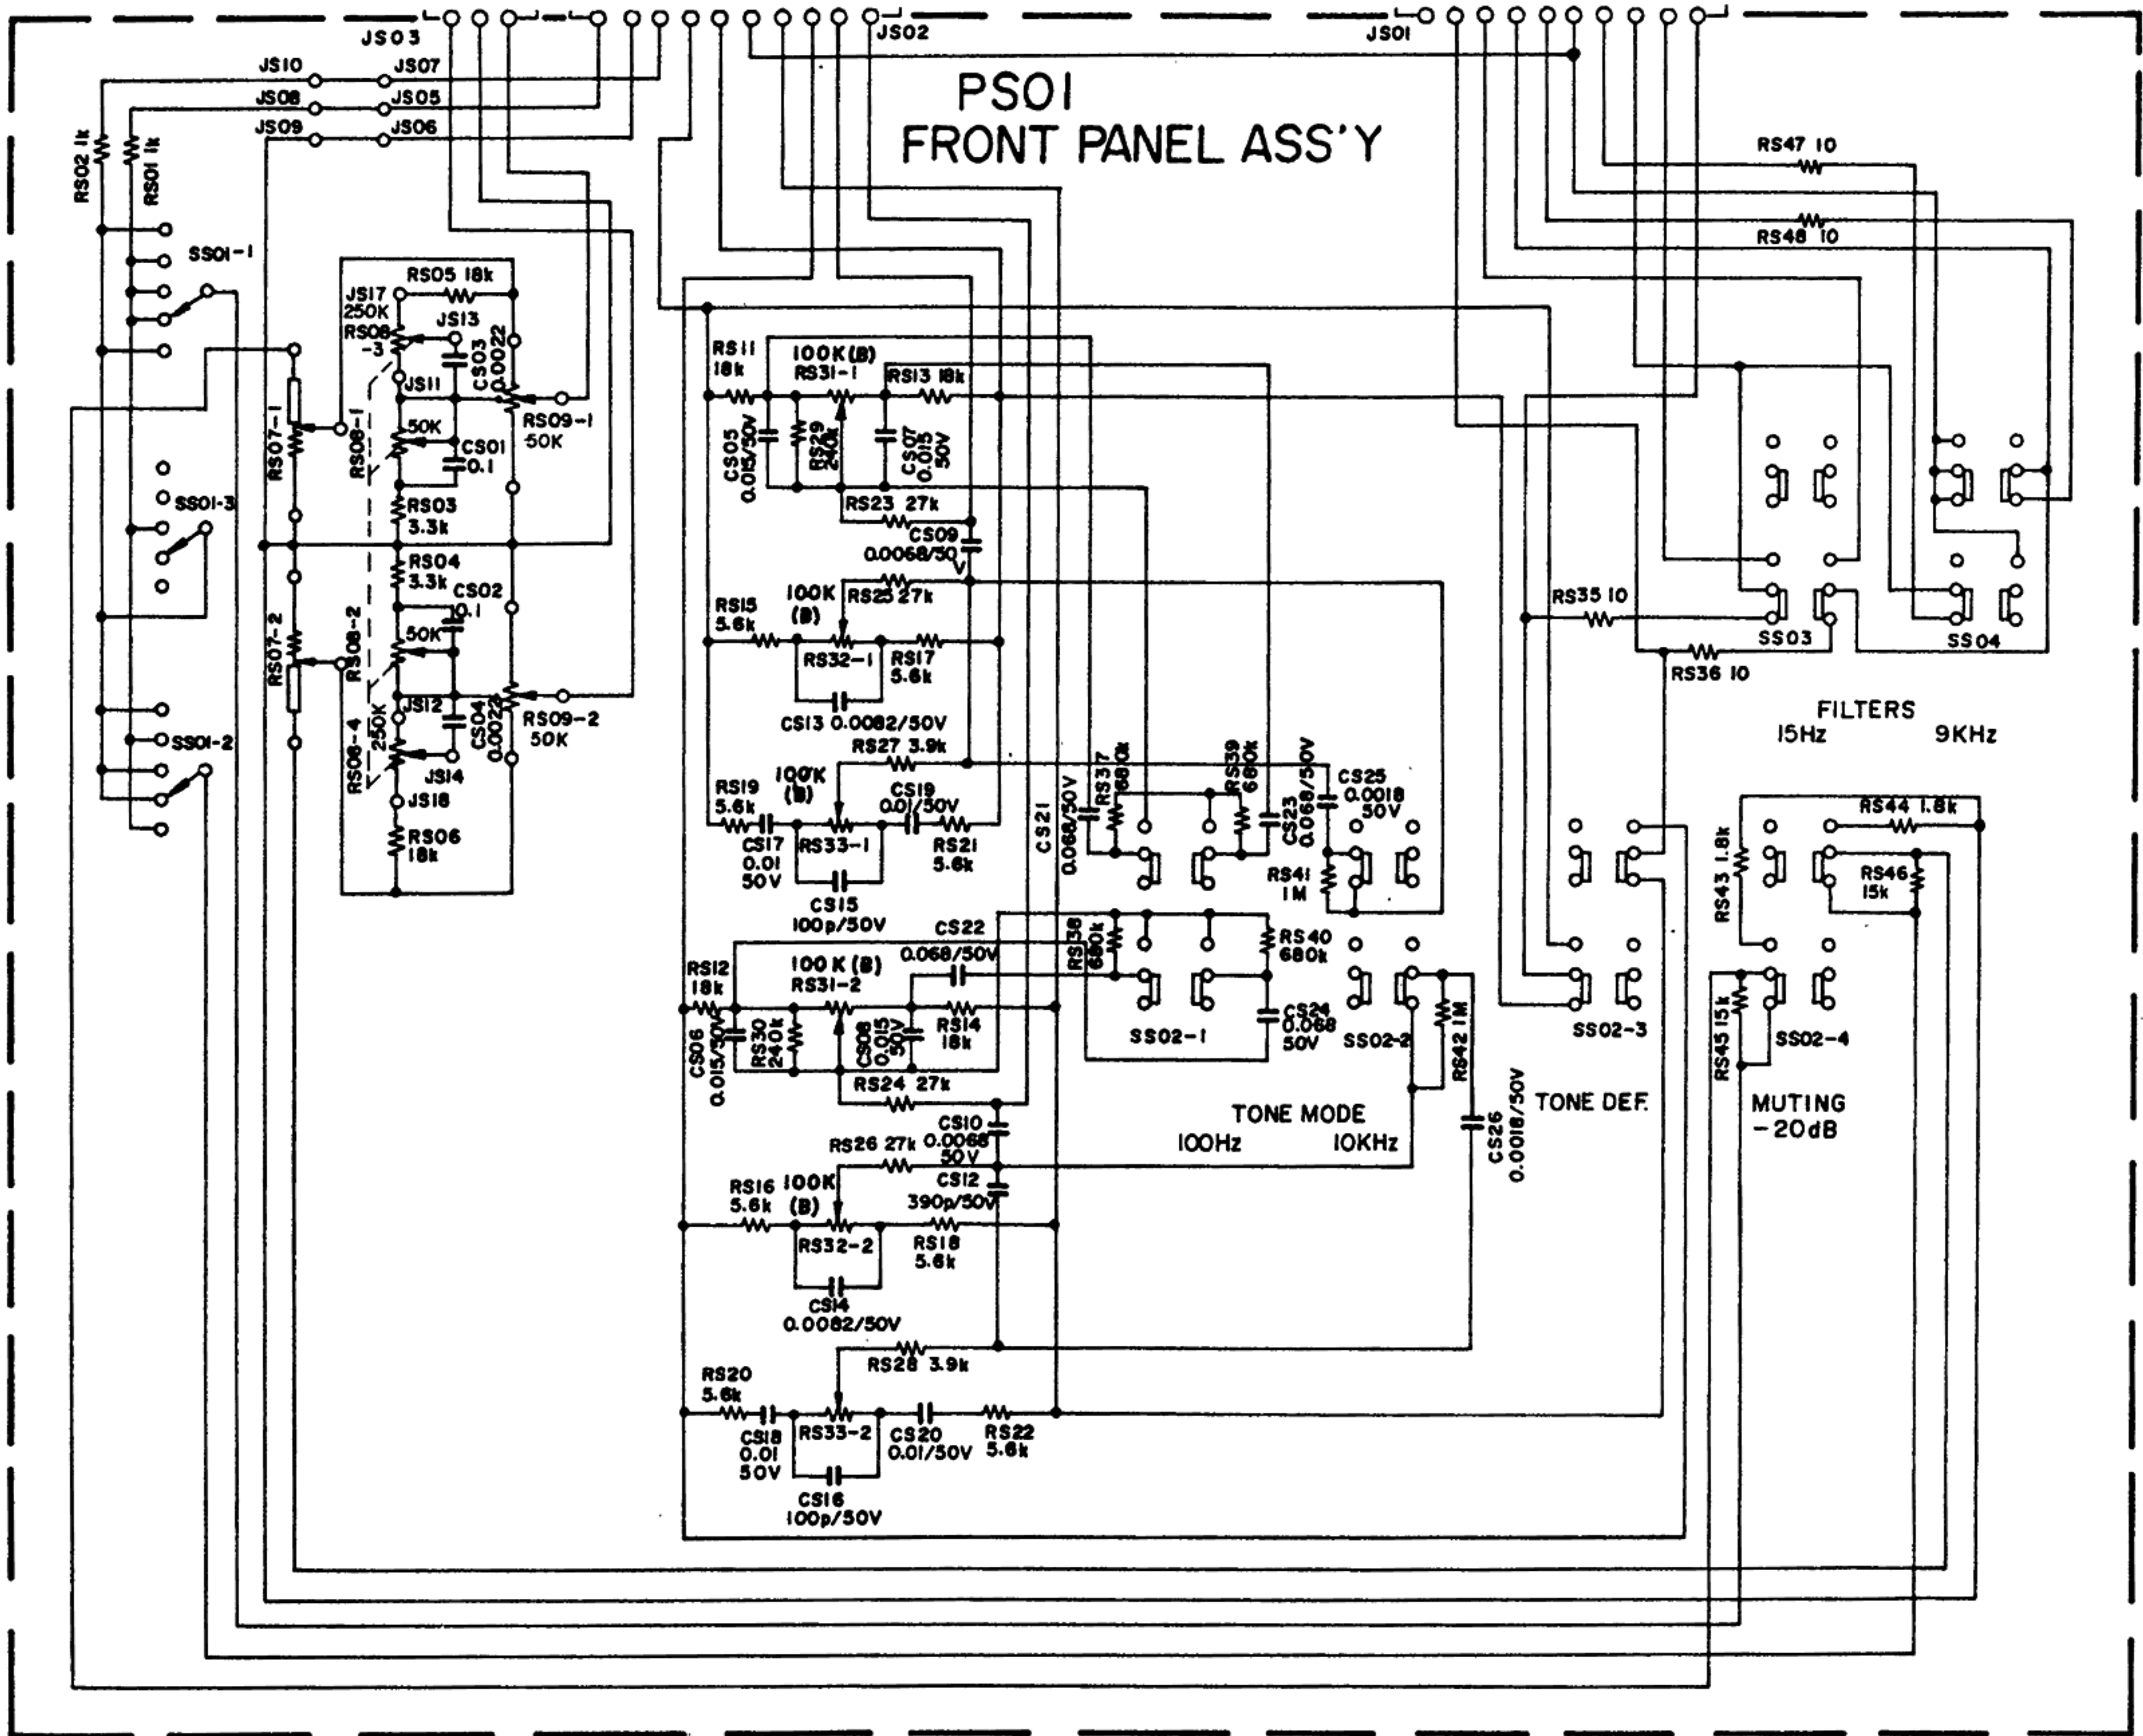 JS03
JS02
JS01
PS01
FRONT PANEL ASS'Y
JS10
JS07
JS08
JS05
JS09
JS06
RS02 1k
RS01 1k
SS01-1
SS01-3
SS01-2
RS47 10
RS48 10
RS05 18k
JS17
250K
RS08
-3
JS13
CS03
0.0022
JS11
RS09-1
50K
RS07-1
RS08-1
50K
CS01
0.1
RS03
3.3k
RS04
3.3k
CS02
0.1
RS07-2
RS08-2
50K
JS12
RS09-2
50K
CS04
0.0022
250K
RS08-4
JS14
JS18
RS06
18k
RS11
18k
100K(B)
RS31-1
RS13 18k
CS05
0.015/50V
RS29
240k
CS07
0.015
50V
RS23 27k
CS09
0.0068/50
V
RS15
5.6k
100K
(B)
RS25 27k
RS32-1
RS17
5.6k
CS13 0.0082/50V
RS27 3.9k
RS19
5.6k
100K
(B)
CS19
0.01/50V
CS17
0.01
50V
RS33-1
RS21
5.6k
CS15
100p/50V
CS21
0.068/50V
RS37
680k
RS39
680k
CS23
0.068/50V
CS25
0.0018
50V
RS41
1M
RS35 10
RS36 10
SS03
SS04
FILTERS
15Hz
9KHz
RS44 1.8k
RS43 1.8k
RS46
15k
CS22
0.068/50V
RS38
680k
RS40
680k
RS12
18k
100K(B)
RS31-2
CS06
0.015/50V
RS30
240k
CS08
0.015
50V
RS14
18k
RS24 27k
SS02-1
CS24
0.068
50V
SS02-2
RS42 1M
SS02-3
RS45 15k
SS02-4
TONE MODE
100Hz
10KHz
TONE DEF.
MUTING
-20dB
CS10
0.0068
50V
RS26 27k
CS12
390p/50V
CS26
0.0018/50V
RS16
5.6k
100K
(B)
RS32-2
RS18
5.6k
CS14
0.0082/50V
RS28 3.9k
RS20
5.6k
CS18
0.01
50V
RS33-2
CS20
0.01/50V
RS22
5.6k
CS16
100p/50V